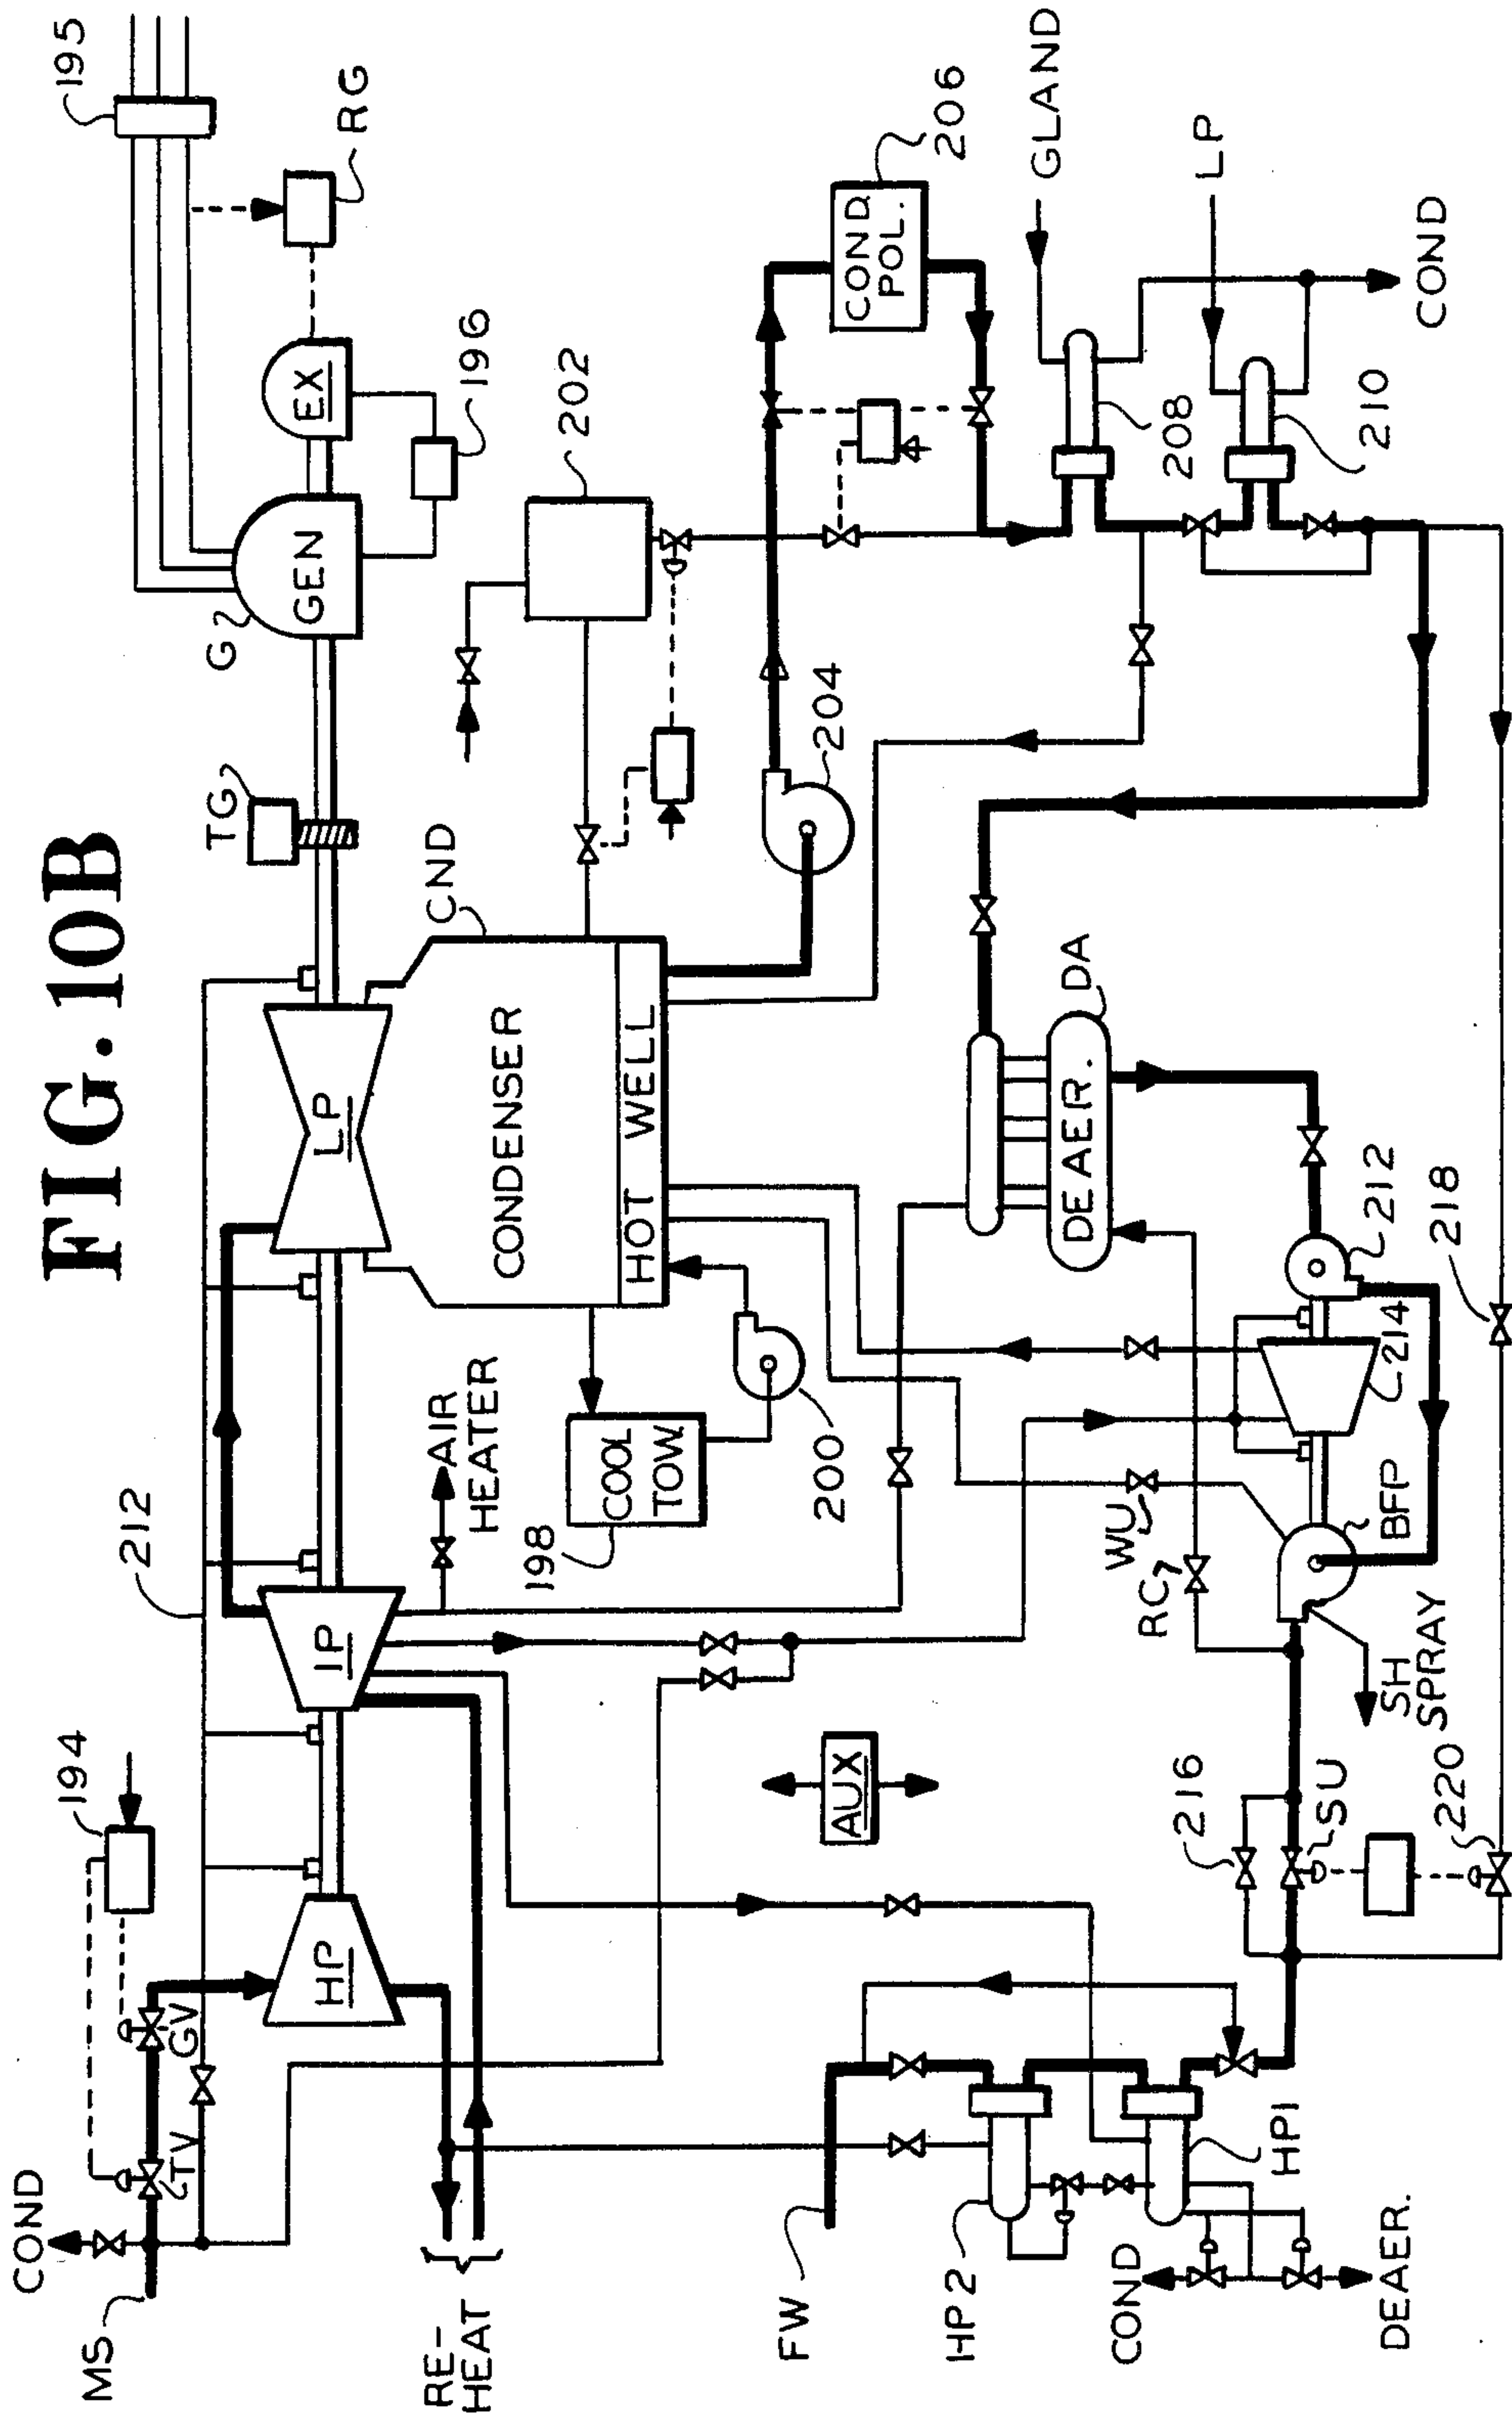 FIG. 10B
195
RG
G
GEN
EX
196
TG
202
206
COND.
POL.
GLAND
LP
COND
208
210
204
CND
LP
CONDENSER
HOT WELL
DA
DEAER.
212
218
214
BFP
212
AIR
HEATER
COOL
TOW.
198
200
WU
RC
SH
SPRAY
IP
194
AUX
216
SU
220
HP
GV
TV
COND
MS
RE-
HEAT
FW
HP2
HP1
COND
DEAER.